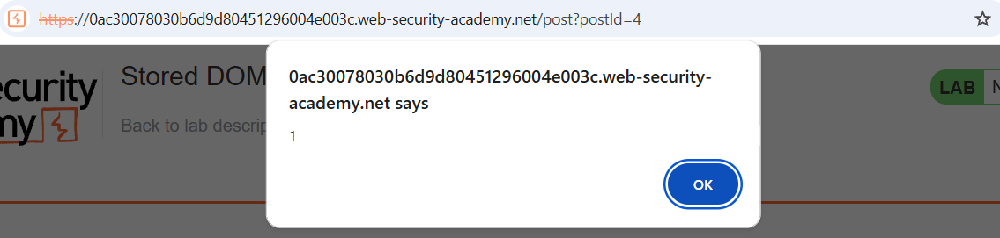 https://0ac30078030b6d9d80451296004e003c.web-security-academy.net/post?postId=4
0ac30078030b6d9d80451296004e003c.web-security-
academy.net says
1
OK
ecurity
my
Stored DOM
Back to lab descrip
LAB
N